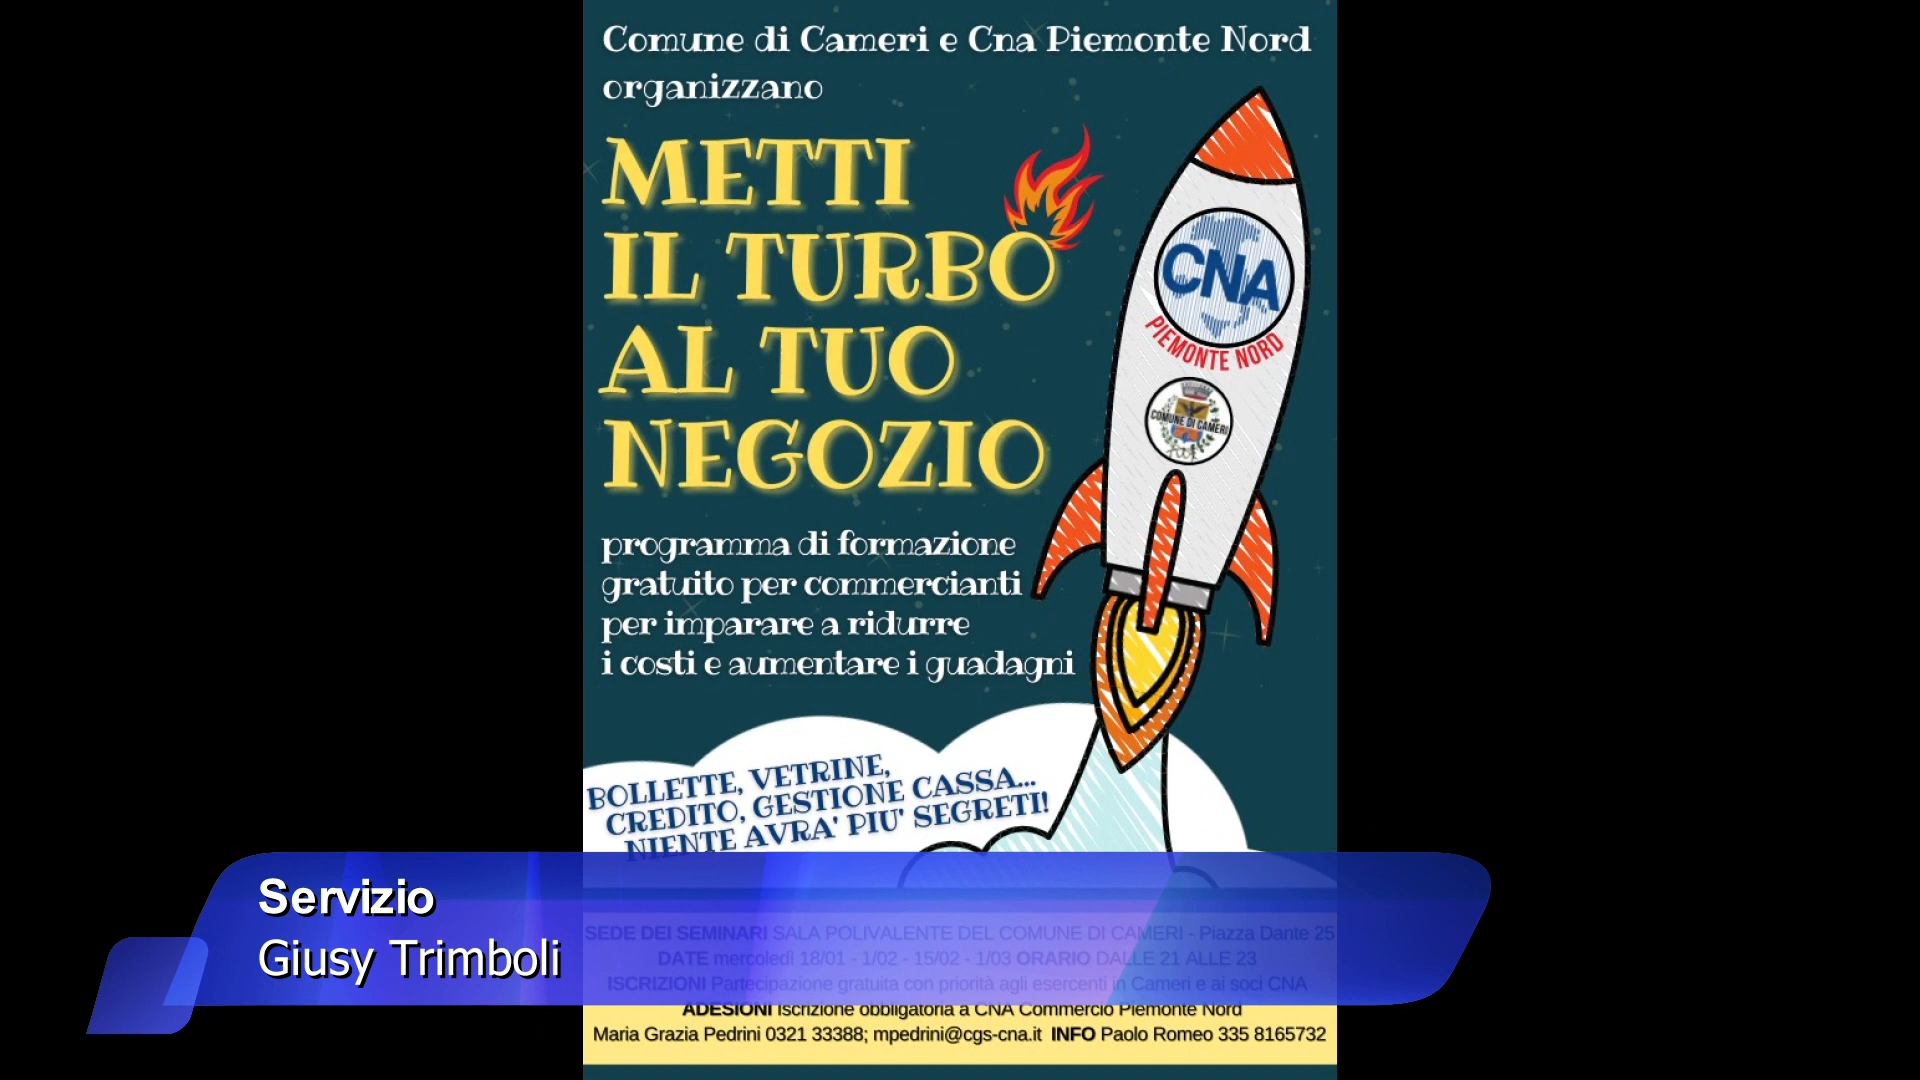 Comune di Cameri e Cna Piemonte Nord
organizzano
METTI
IL TURBO
AL TUO
NEGOZIO
CNA
PIEMONTE NORD
COMUNE DI CAMERI
programma di formazione
gratuito per commercianti
per imparare a ridurre
i costi e aumentare i guadagni
BOLLETTE, VETRINE,
CREDITO, GESTIONE CASSA...
NIENTE AVRA' PIU' SEGRETI!
Servizio
Giusy Trimboli
SEDE DEI SEMINARI SALA POLIVALENTE DEL COMUNE DI CAMERI - Piazza Dante 25
DATE mercoledì 18/01 - 1/02 - 15/02 - 1/03 ORARIO DALLE 21 ALLE 23
ISCRIZIONI Partecipazione gratuita con priorità agli esercenti in Cameri e ai soci CNA
ADESIONI Iscrizione obbligatoria a CNA Commercio Piemonte Nord
Maria Grazia Pedrini 0321 33388; mpedrini@cgs-cna.it INFO Paolo Romeo 335 8165732